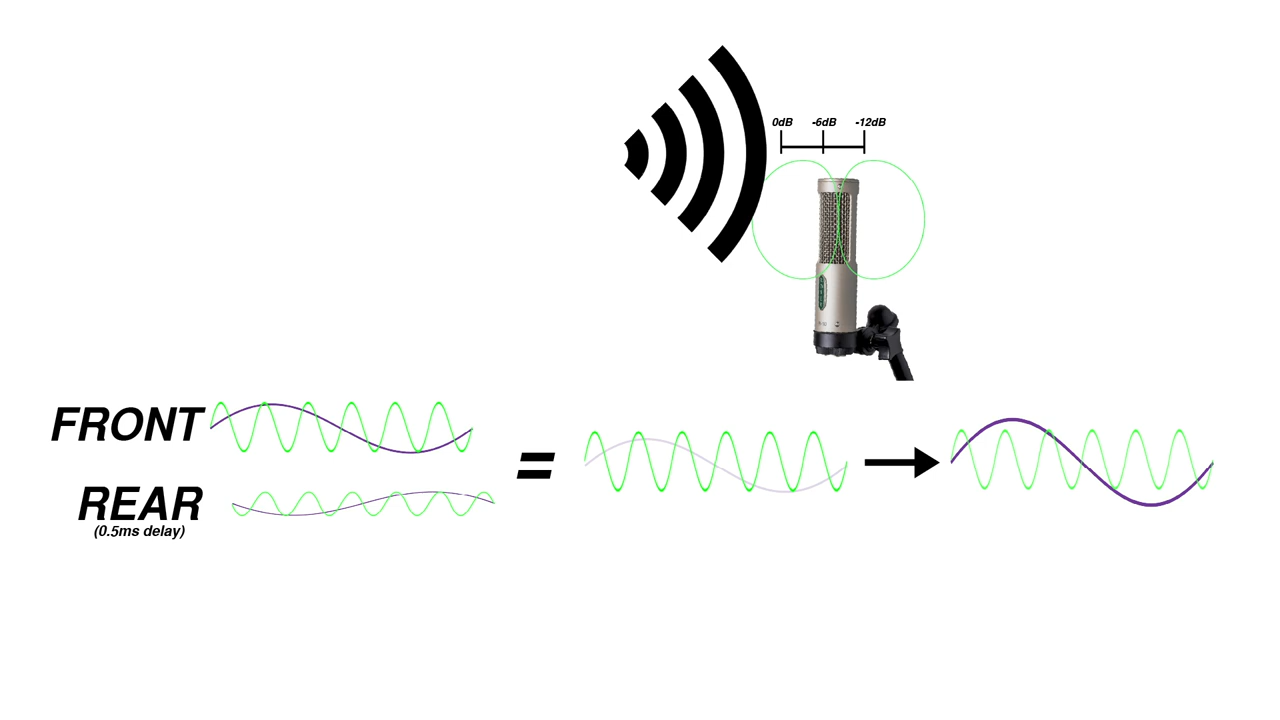 0dB -6dB -12dB
FRONT
=
REAR
(0.5ms delay)